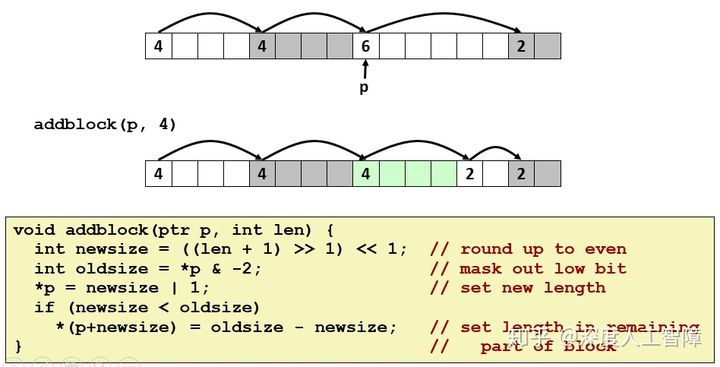 4 4 6 2
p
addblock(p, 4)
4 4 4 2 2
void addblock(ptr p, int len) {
  int newsize = ((len + 1) >> 1) << 1;  // round up to even
  int oldsize = *p & -2;                // mask out low bit
  *p = newsize | 1;                     // set new length
  if (newsize < oldsize)
    *(p+newsize) = oldsize - newsize;   // set length in remaining
}                                       //   part of block
知乎 @深度人工智障